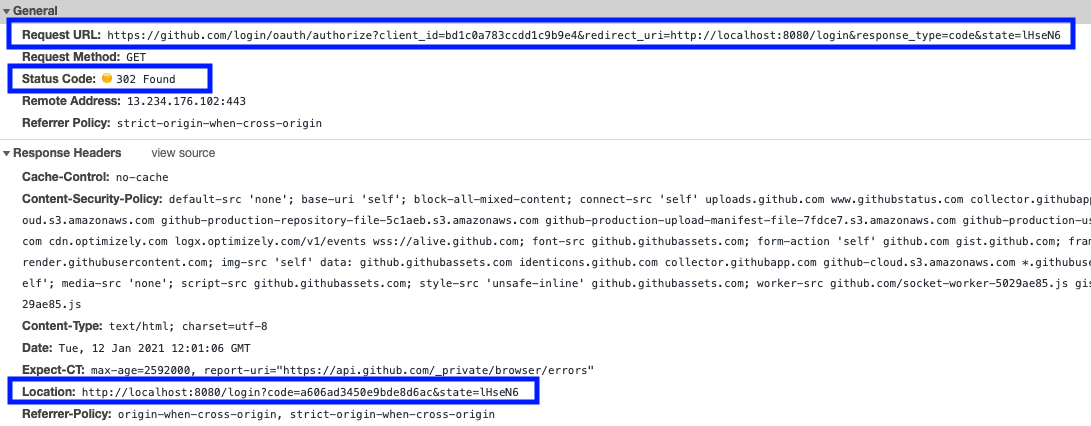 General
Request URL: https://github.com/login/oauth/authorize?client_id=bd1c0a783ccdd1c9b9e4&redirect_uri=http://localhost:8080/login&response_type=code&state=lHseN6
Request Method: GET
Status Code: 302 Found
Remote Address: 13.234.176.102:443
Referrer Policy: strict-origin-when-cross-origin
Response Headers view source
Cache-Control: no-cache
Content-Security-Policy: default-src 'none'; base-uri 'self'; block-all-mixed-content; connect-src 'self' uploads.github.com www.githubstatus.com collector.githubapp
oud.s3.amazonaws.com github-production-repository-file-5c1aeb.s3.amazonaws.com github-production-upload-manifest-file-7fdce7.s3.amazonaws.com github-production-us
com cdn.optimizely.com logx.optimizely.com/v1/events wss://alive.github.com; font-src github.githubassets.com; form-action 'self' github.com gist.github.com; fram
render.githubusercontent.com; img-src 'self' data: github.githubassets.com identicons.github.com collector.githubapp.com github-cloud.s3.amazonaws.com *.githubuse
elf'; media-src 'none'; script-src github.githubassets.com; style-src 'unsafe-inline' github.githubassets.com; worker-src github.com/socket-worker-5029ae85.js gis
29ae85.js
Content-Type: text/html; charset=utf-8
Date: Tue, 12 Jan 2021 12:01:06 GMT
Expect-CT: max-age=2592000, report-uri="https://api.github.com/_private/browser/errors"
Location: http://localhost:8080/login?code=a606ad3450e9bde8d6ac&state=lHseN6
Referrer-Policy: origin-when-cross-origin, strict-origin-when-cross-origin